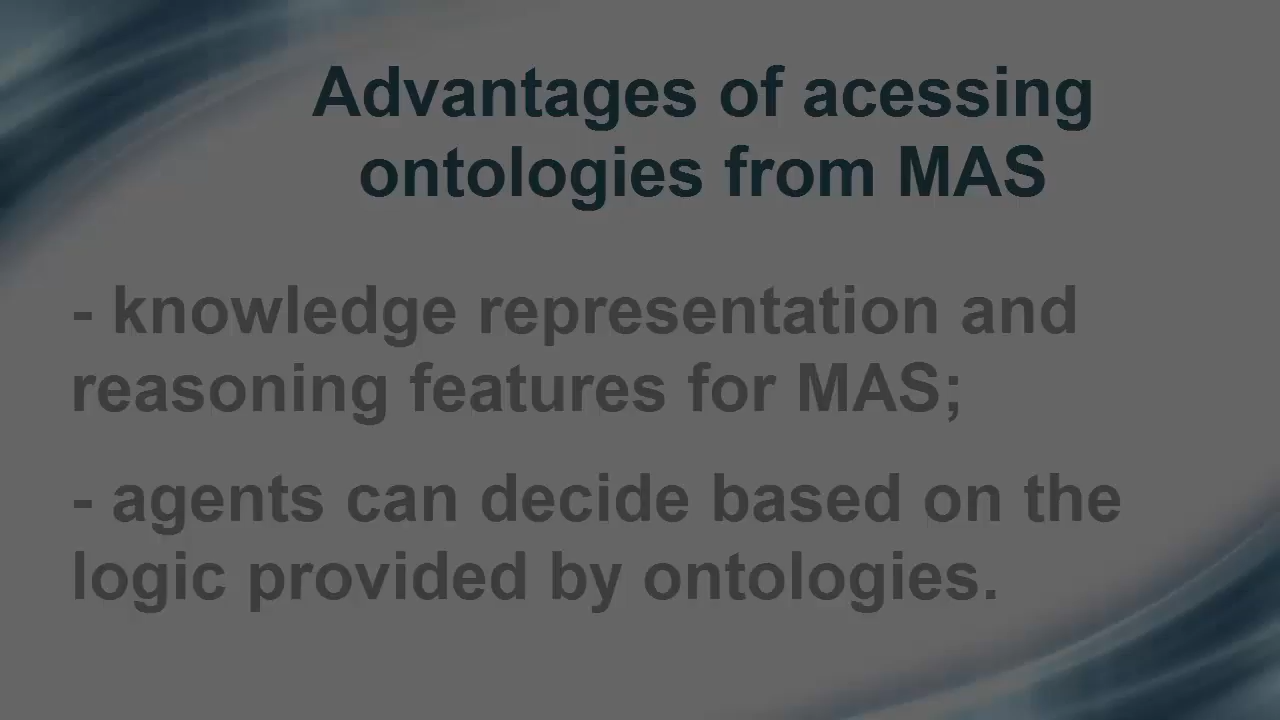 Advantages of acessing
ontologies from MAS
- knowledge representation and
reasoning features for MAS;
- agents can decide based on the
logic provided by ontologies.